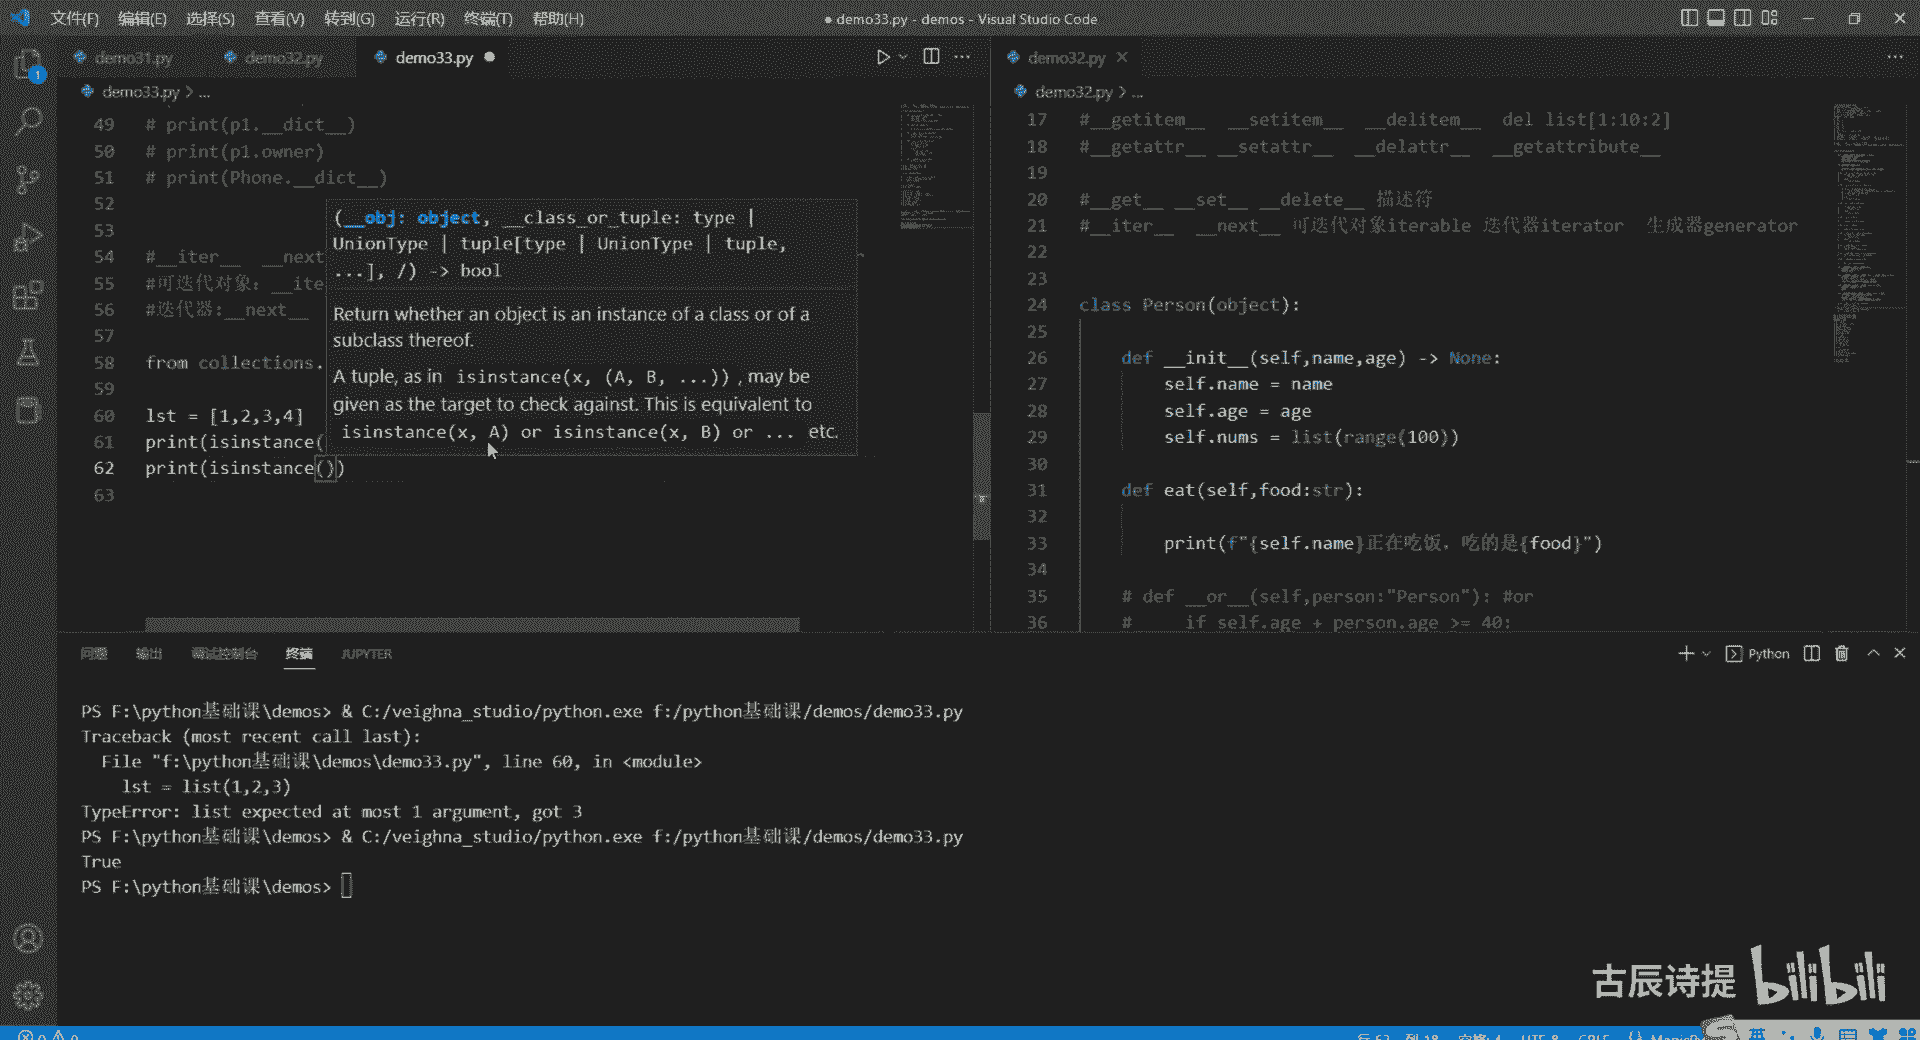 文件(F) 编辑(E) 选择(S) 查看(V) 转到(G) 运行(R) 终端(T) 帮助(H)
● demo33.py - demos - Visual Studio Code
demo31.py
demo32.py
demo33.py ●
demo33.py > ...
49 # print(p1.__dict__)
50 # print(p1.owner)
51 # print(Phone.__dict__)
52
53
54 #__iter__ __next
55 #可迭代对象: __ite
56 #迭代器:__next__
57
58 from collections.
59
60 lst = [1,2,3,4]
61 print(isinstance(
62 print(isinstance())
63
(__obj: object, __class_or_tuple: type |
UnionType | tuple[type | UnionType | tuple,
...], /) -> bool
Return whether an object is an instance of a class or of a
subclass thereof.
A tuple, as in isinstance(x, (A, B, ...)), may be
given as the target to check against. This is equivalent to
isinstance(x, A) or isinstance(x, B) or ... etc.
demo32.py
demo32.py > ...
17 #__getitem__ __setitem__ __delitem__ del list[1:10:2]
18 #__getattr__ __setattr__ __delattr__ __getattribute__
19
20 #__get__ __set__ __delete__ 描述符
21 #__iter__ __next__ 可迭代对象iterable 迭代器iterator 生成器generator
22
23
24 class Person(object):
25
26 def __init__(self,name,age) -> None:
27 self.name = name
28 self.age = age
29 self.nums = list(range(100))
30
31 def eat(self,food:str):
32
33 print(f"{self.name}正在吃饭，吃的是{food}")
34
35 # def __or__(self,person:"Person"): #or
36 # if self.age + person.age >= 40:
问题 输出 调试控制台 终端 JUPYTER
Python
PS F:\python基础课\demos> & C:/veighna_studio/python.exe f:/python基础课/demos/demo33.py
Traceback (most recent call last):
File "f:\python基础课\demos\demo33.py", line 60, in <module>
lst = list(1,2,3)
TypeError: list expected at most 1 argument, got 3
PS F:\python基础课\demos> & C:/veighna_studio/python.exe f:/python基础课/demos/demo33.py
True
PS F:\python基础课\demos>
古辰诗提 bilibili